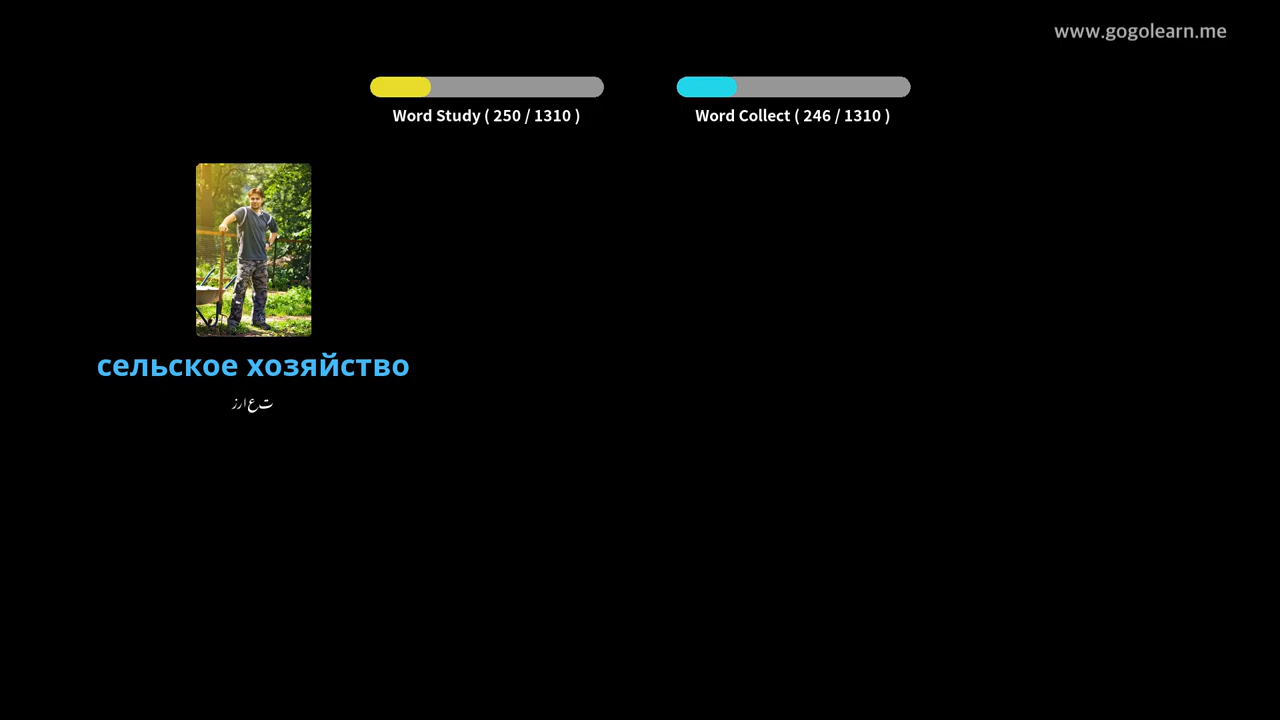 www.gogolearn.me
Word Study ( 250 / 1310 )
Word Collect ( 246 / 1310 )
сельское хозяйство
زراعت